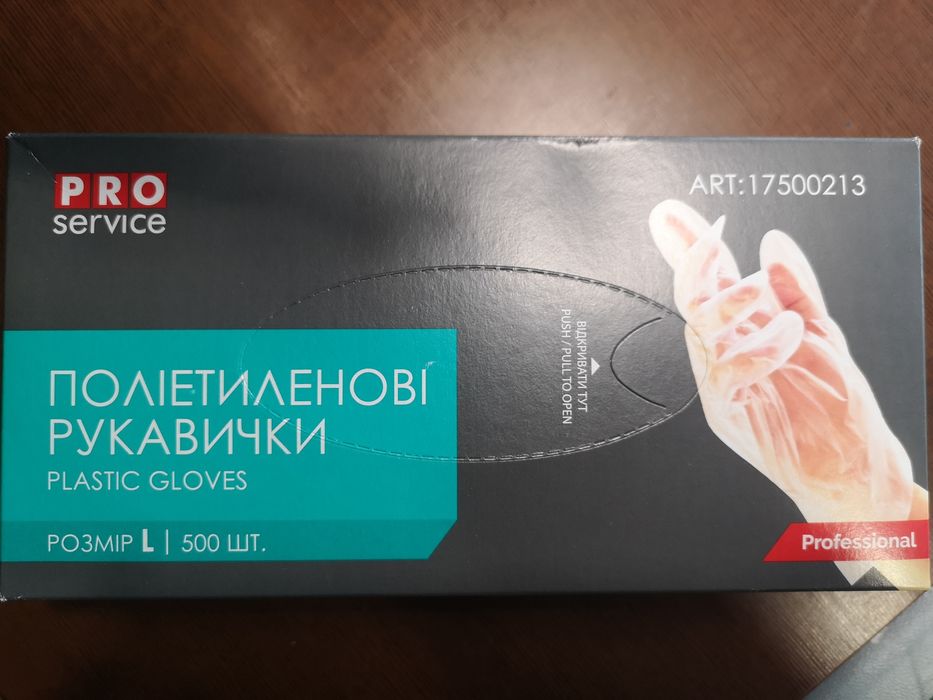 PRO
service
ART:17500213
ВІДКРИВАТИ ТУТ
PUSH / PULL TO OPEN
ПОЛІЕТИЛЕНОВІ
РУКАВИЧКИ
PLASTIC GLOVES
РОЗМІР L | 500 ШТ.
Professional